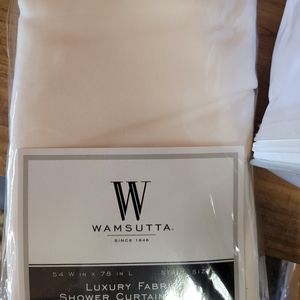 W
WAMSUTTA.
SINCE 1846
54 W IN X 78 IN L
LUXURY FABRIC
SHOWER CURTAIN